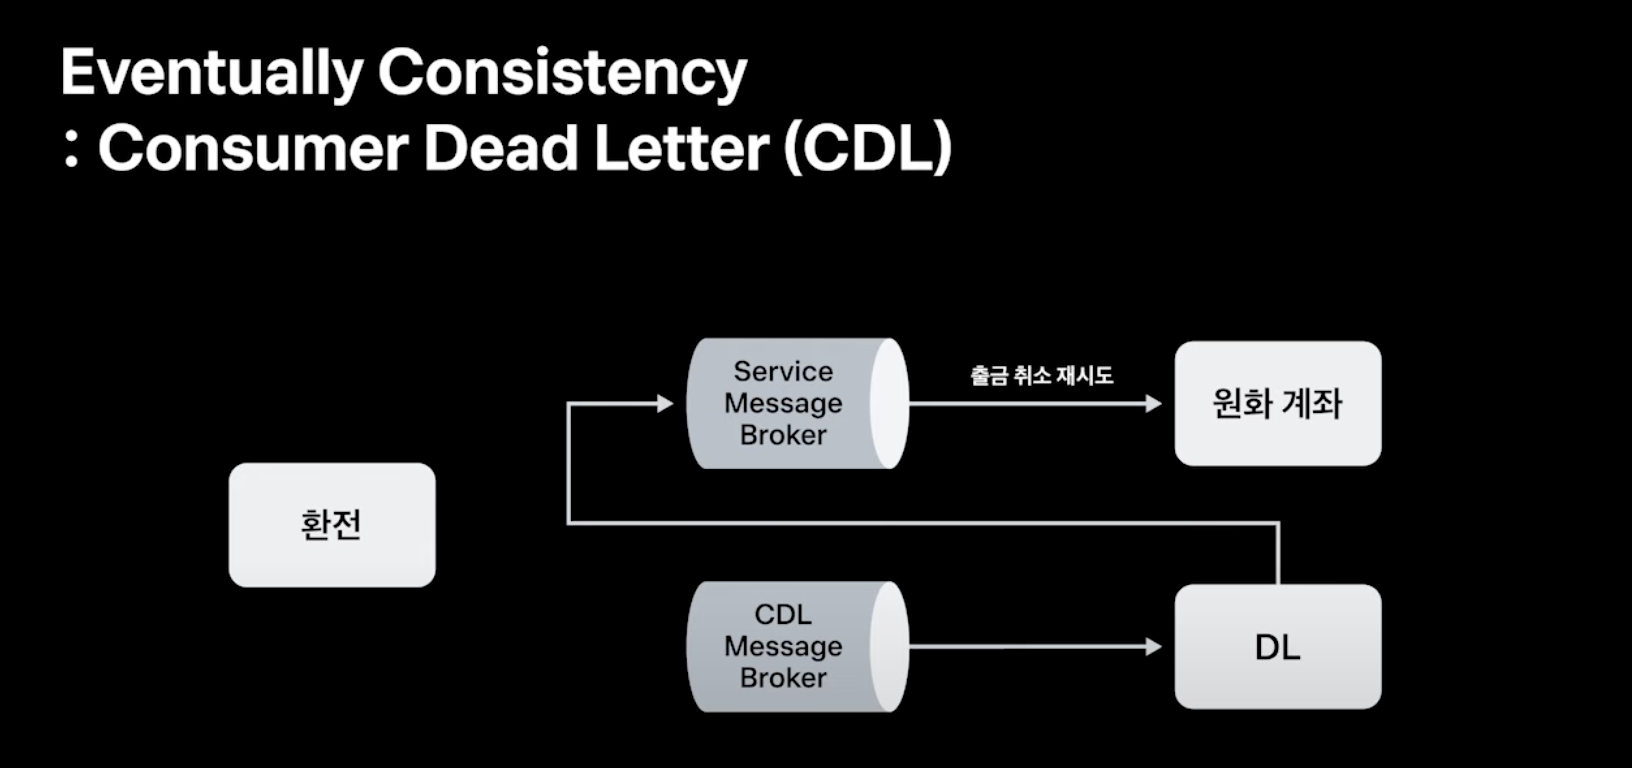 Eventually Consistency
: Consumer Dead Letter (CDL)
Service
Message
Broker
출금 취소 재시도
원화 계좌
환전
CDL
Message
Broker
DL